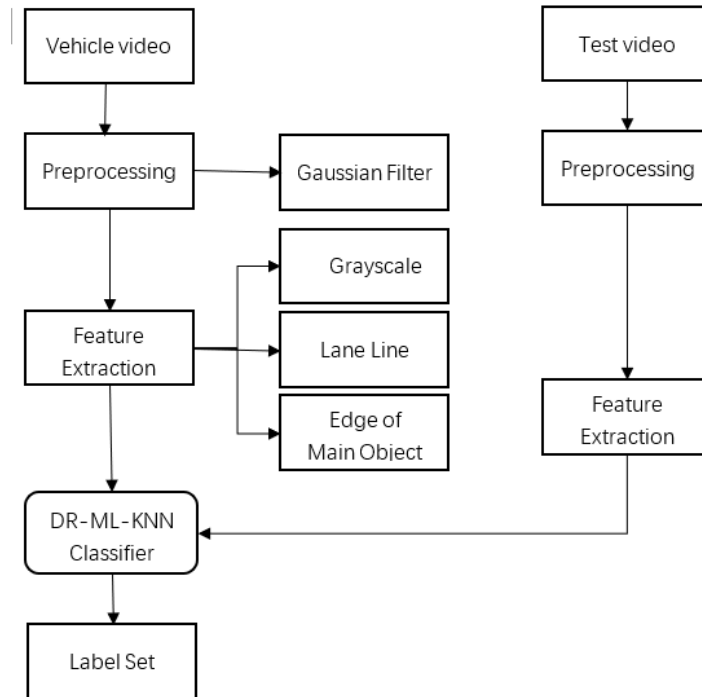 Vehicle video
Test video
Preprocessing
Gaussian Filter
Preprocessing
Grayscale
Feature
Extraction
Lane Line
Edge of
Main Object
Feature
Extraction
DR-ML-KNN
Classifier
Label Set